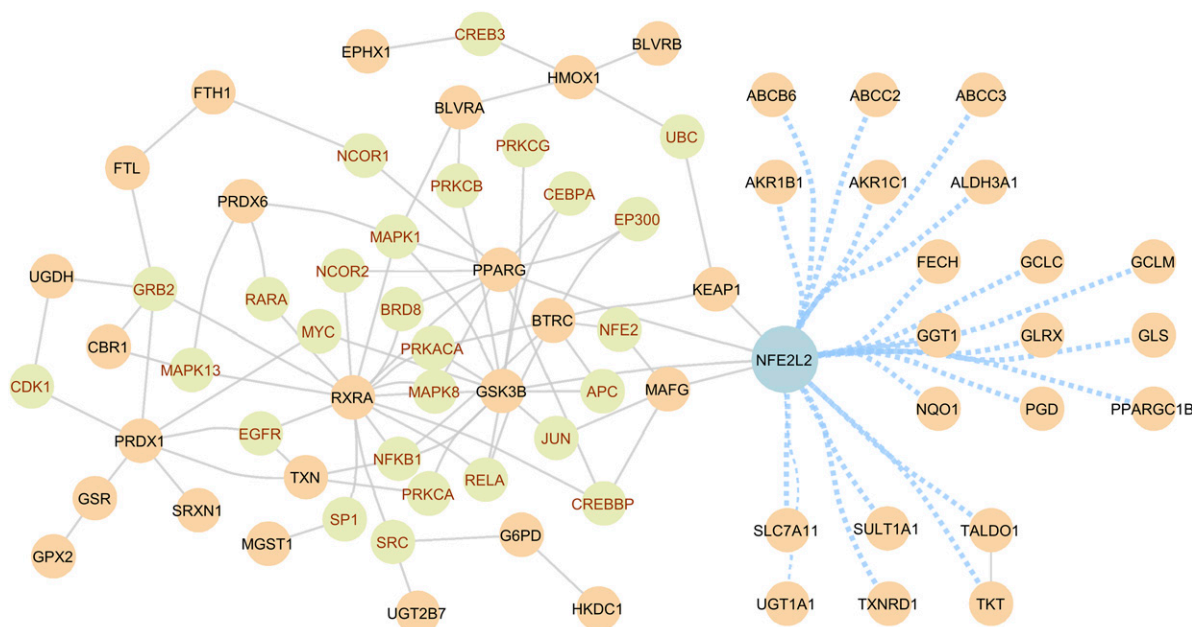 CREB3
EPHX1
BLVRB
HMOX1
FTH1
BLVRA
ABCB6
ABCC2
ABCC3
UBC
PRKCG
NCOR1
FTL
PRKCB
CEBPA
AKR1B1
AKR1C1
ALDH3A1
PRDX6
EP300
MAPK1
FECH
GCLC
GCLM
UGDH
NCOR2
PPARG
KEAP1
GRB2
RARA
BRD8
BTRC
NFE2
MYC
GGT1
GLRX
GLS
CBR1
PRKACA
NFE2L2
MAPK13
CDK1
MAPK8
GSK3B
APC
MAFG
RXRA
NQO1
PGD
PPARGC1B
PRDX1
EGFR
JUN
NFKB1
TXN
RELA
GSR
PRKCA
CREBBP
SRXN1
SP1
SLC7A11
SULT1A1
TALDO1
MGST1
SRC
G6PD
GPX2
UGT2B7
HKDC1
UGT1A1
TXNRD1
TKT